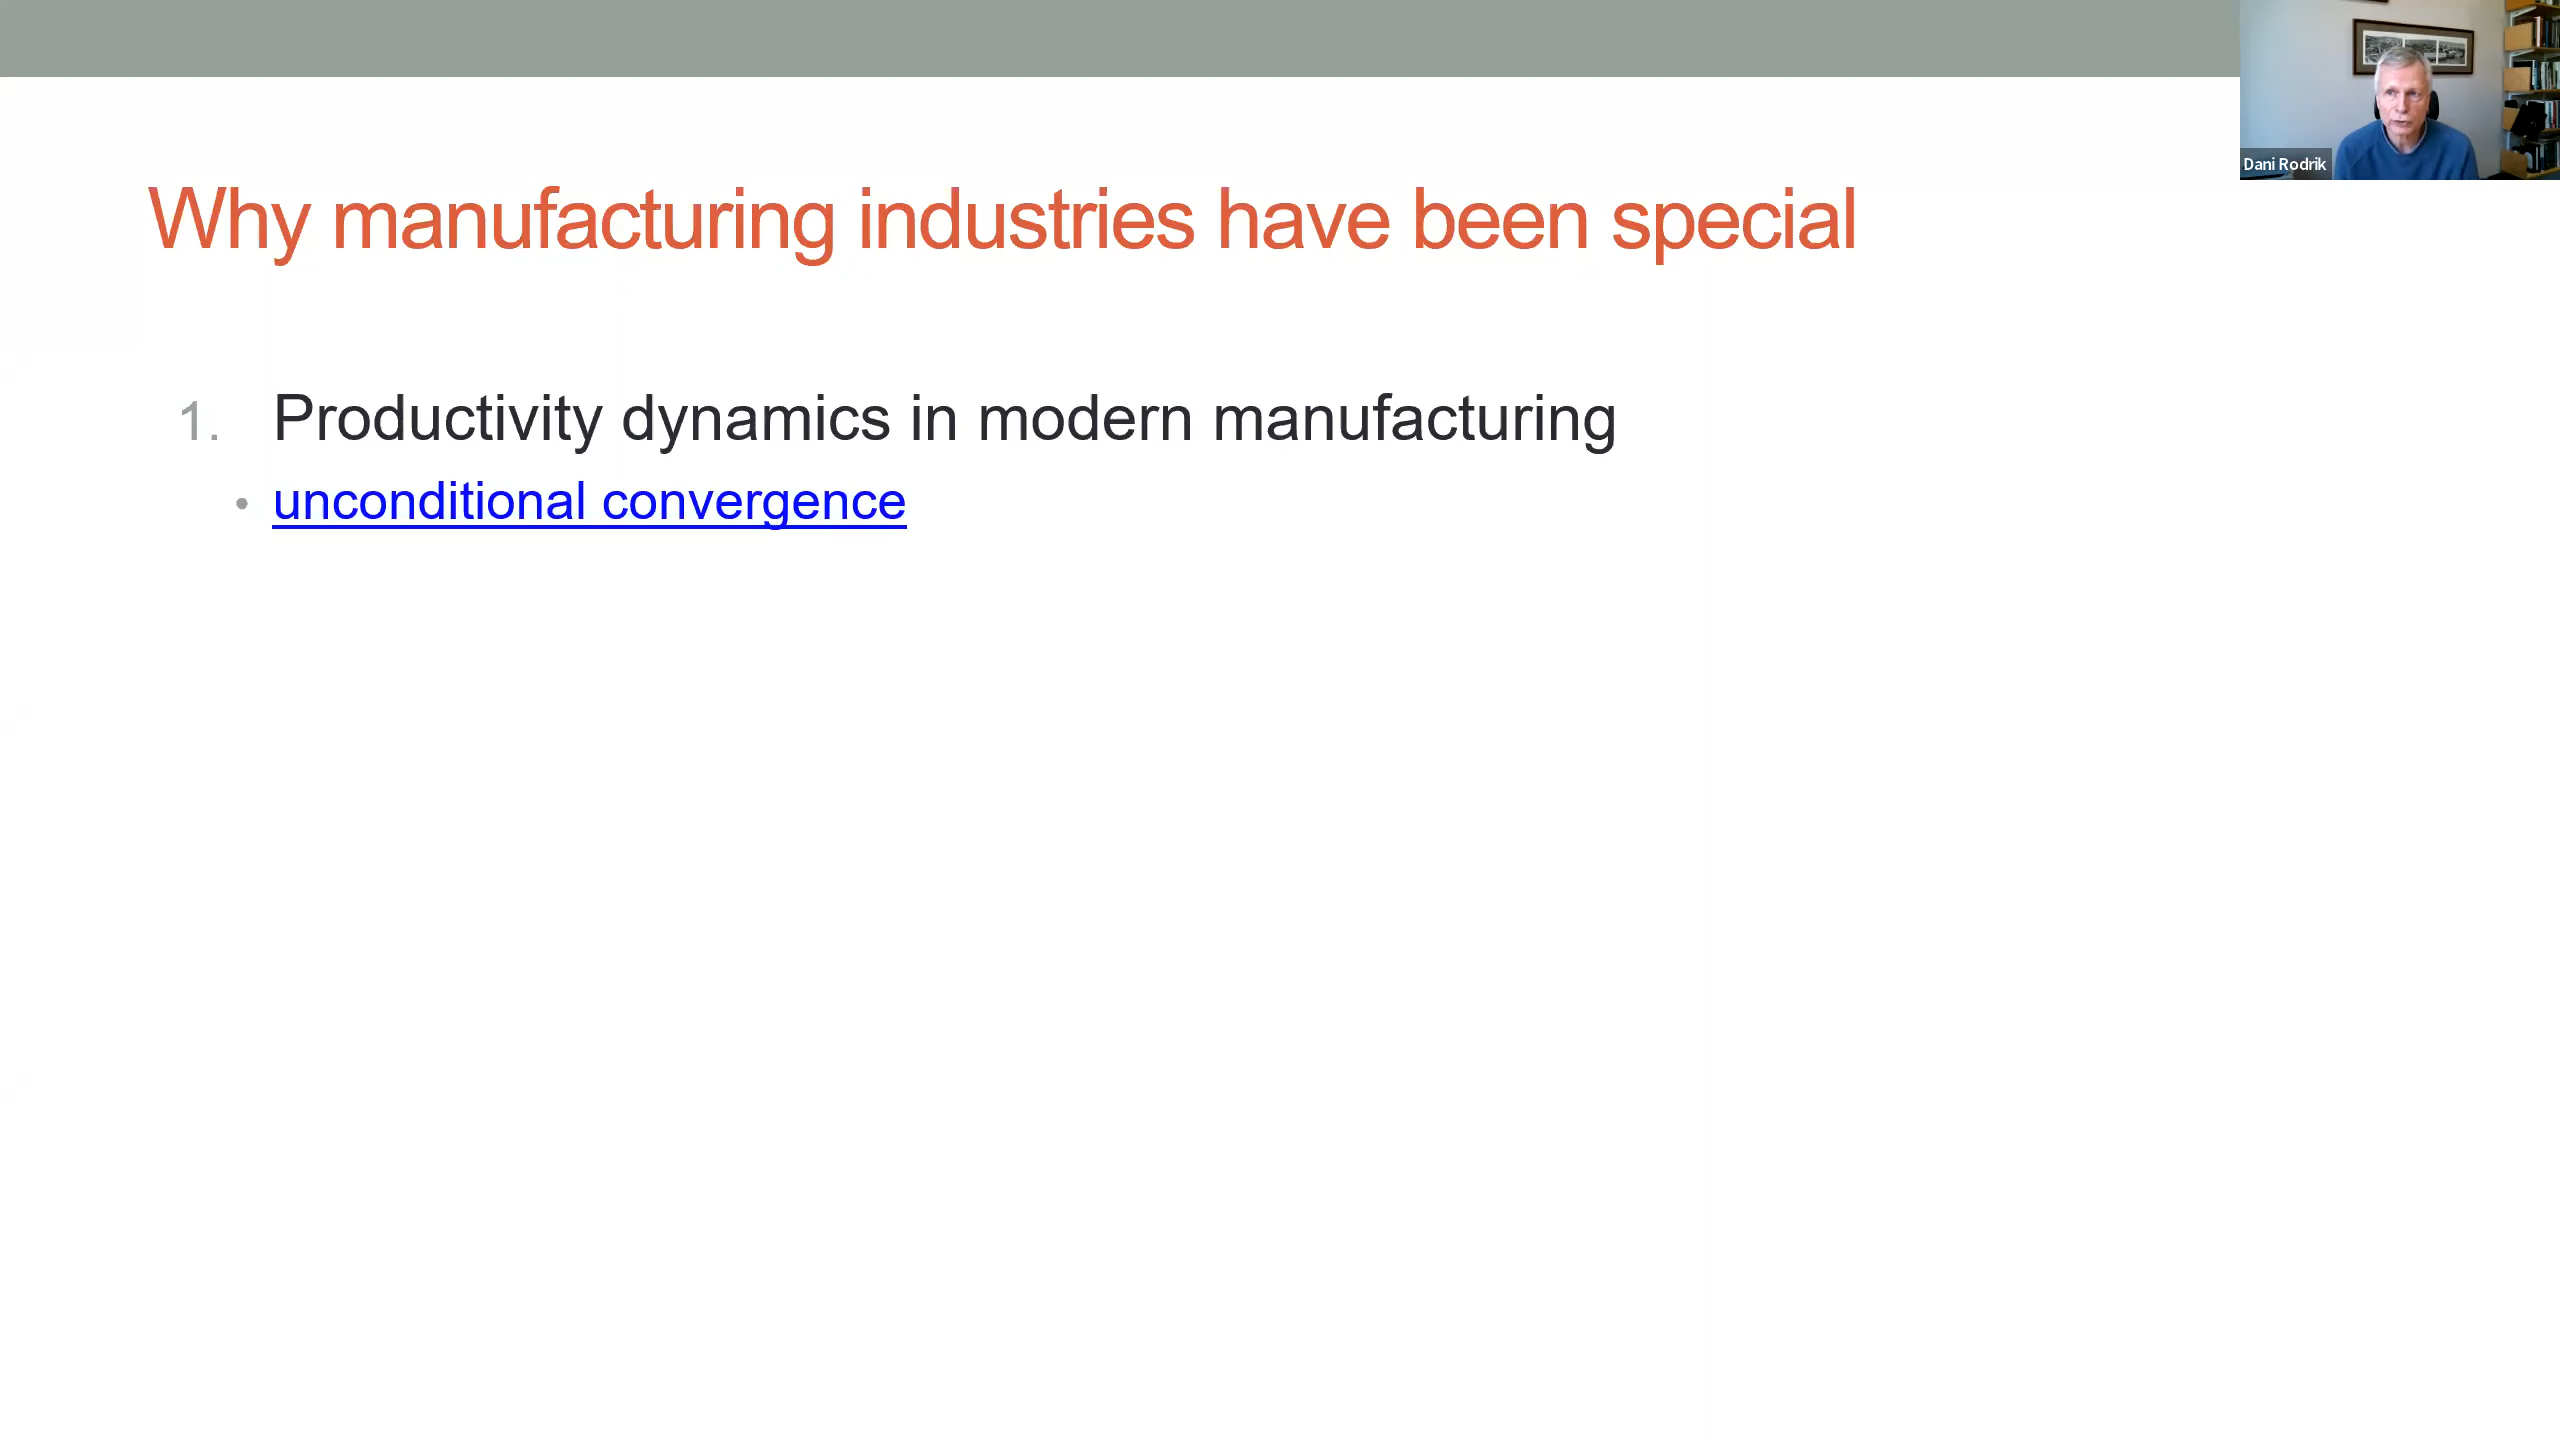 Why manufacturing industries have been special
1. Productivity dynamics in modern manufacturing
• unconditional convergence
Dani Rodrik